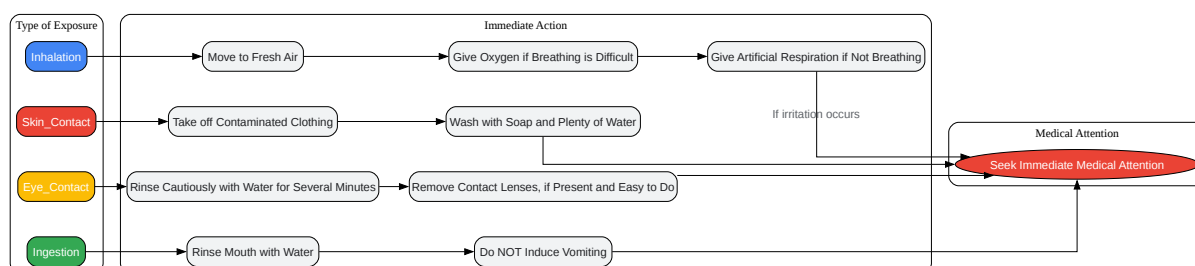 Type of Exposure
Immediate Action
Inhalation
Move to Fresh Air
Give Oxygen if Breathing is Difficult
Give Artificial Respiration if Not Breathing
If irritation occurs
Skin_Contact
Take off Contaminated Clothing
Wash with Soap and Plenty of Water
Medical Attention
Seek Immediate Medical Attention
Eye_Contact
Rinse Cautiously with Water for Several Minutes
Remove Contact Lenses, if Present and Easy to Do
Ingestion
Rinse Mouth with Water
Do NOT Induce Vomiting